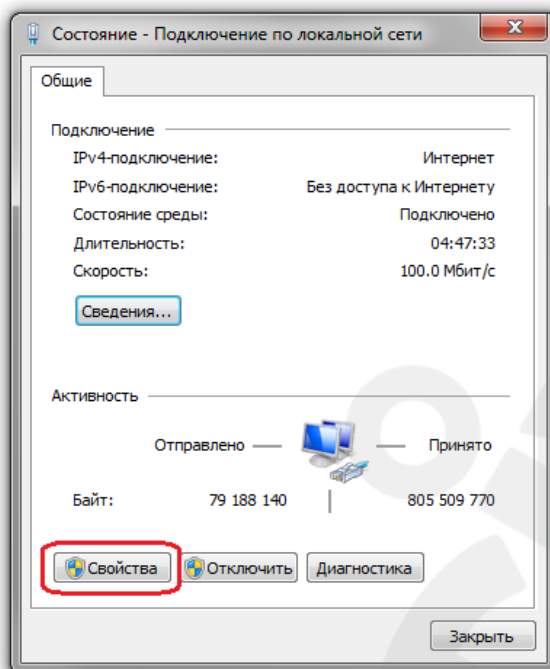 Состояние - Подключение по локальной сети
Общие
Подключение
IPv4-подключение: Интернет
IPv6-подключение: Без доступа к Интернету
Состояние среды: Подключено
Длительность: 04:47:33
Скорость: 100.0 Мбит/с
Сведения...
Активность
Отправлено — — Принято
Байт: 79 188 140 | 805 509 770
Свойства Отключить Диагностика
Закрыть